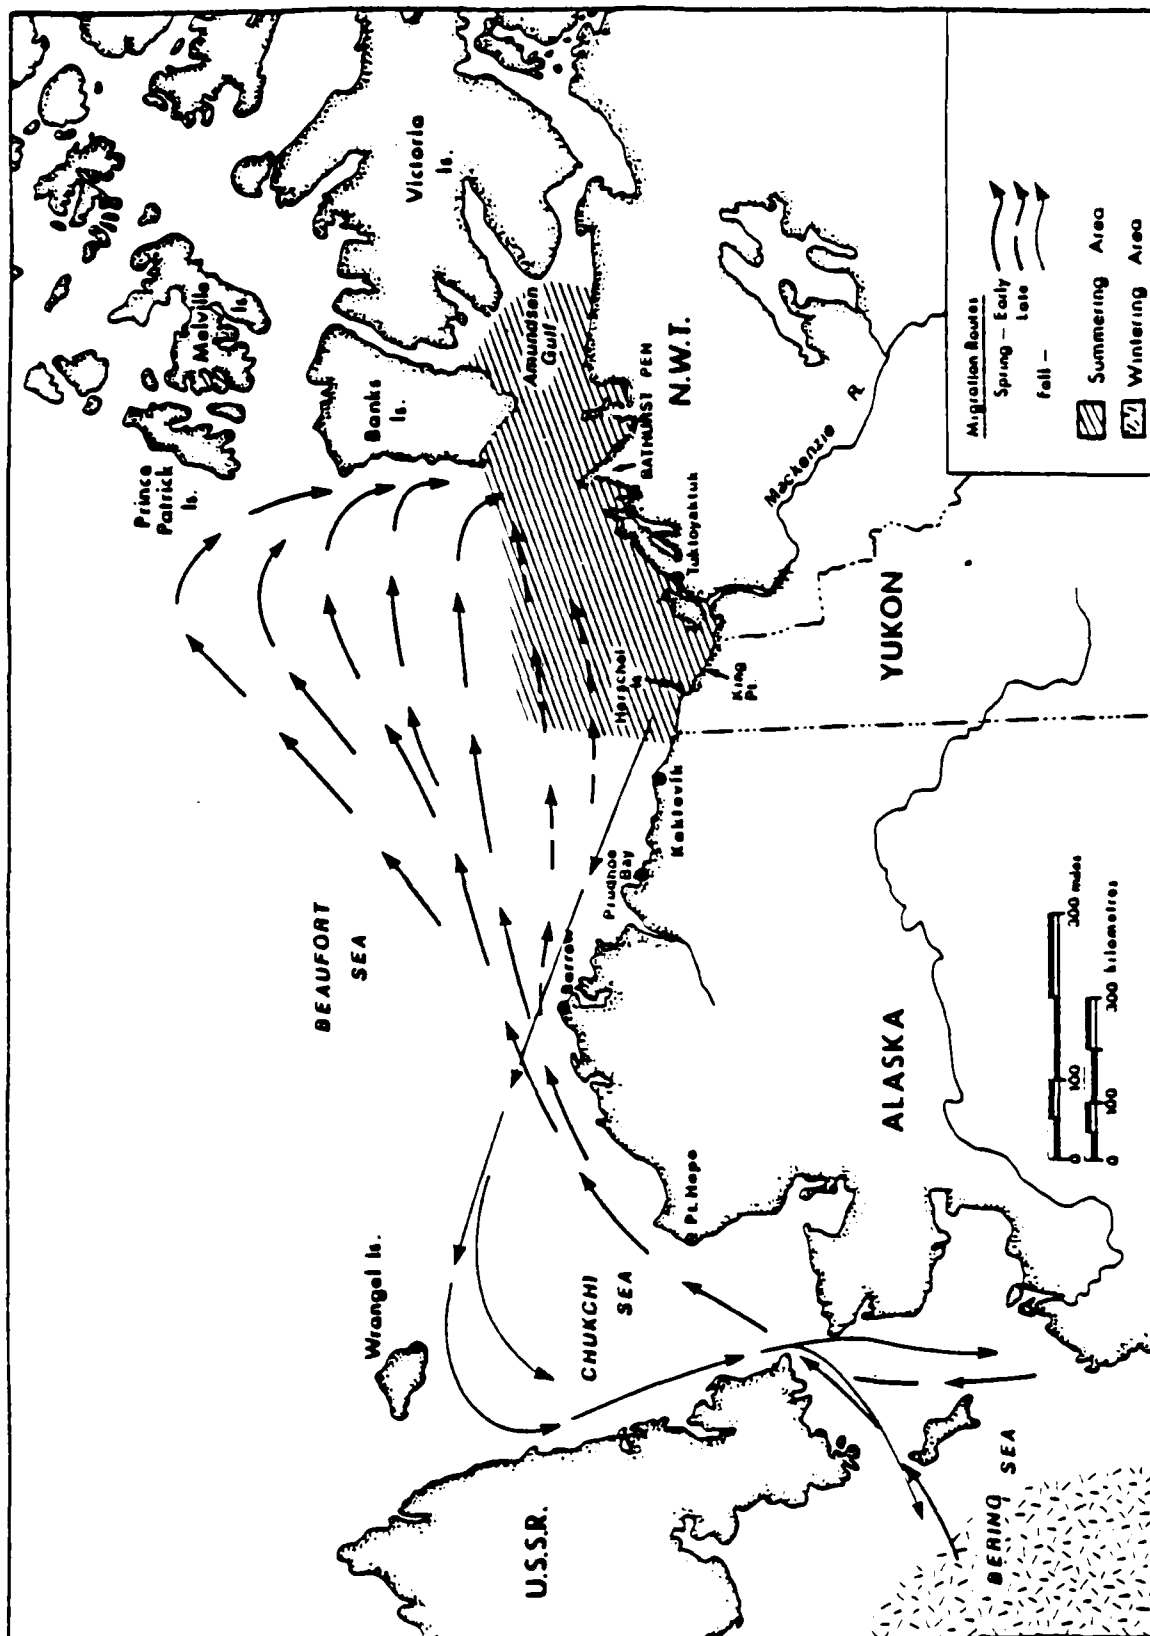 Wrangel Is.
U.S.S.R.
CHUKCHI
SEA
BERING SEA
BEAUFORT
SEA
Pt. Hope
Barrow
Prudhoe
Bay
Kaktovik
ALASKA
Herschel
Is.
King
Pt.
YUKON
Prince
Patrick
Is.
Melville
Is.
Banks
Is.
Victoria
Is.
Amundsen
Gulf
BATHURST PEN
Tuktoyaktuk
N.W.T.
Mackenzie R.
0 100 300 miles
0 100 300 kilometres
Migration Routes
Spring - Early
Late
Fall -
Summering Area
Wintering Area